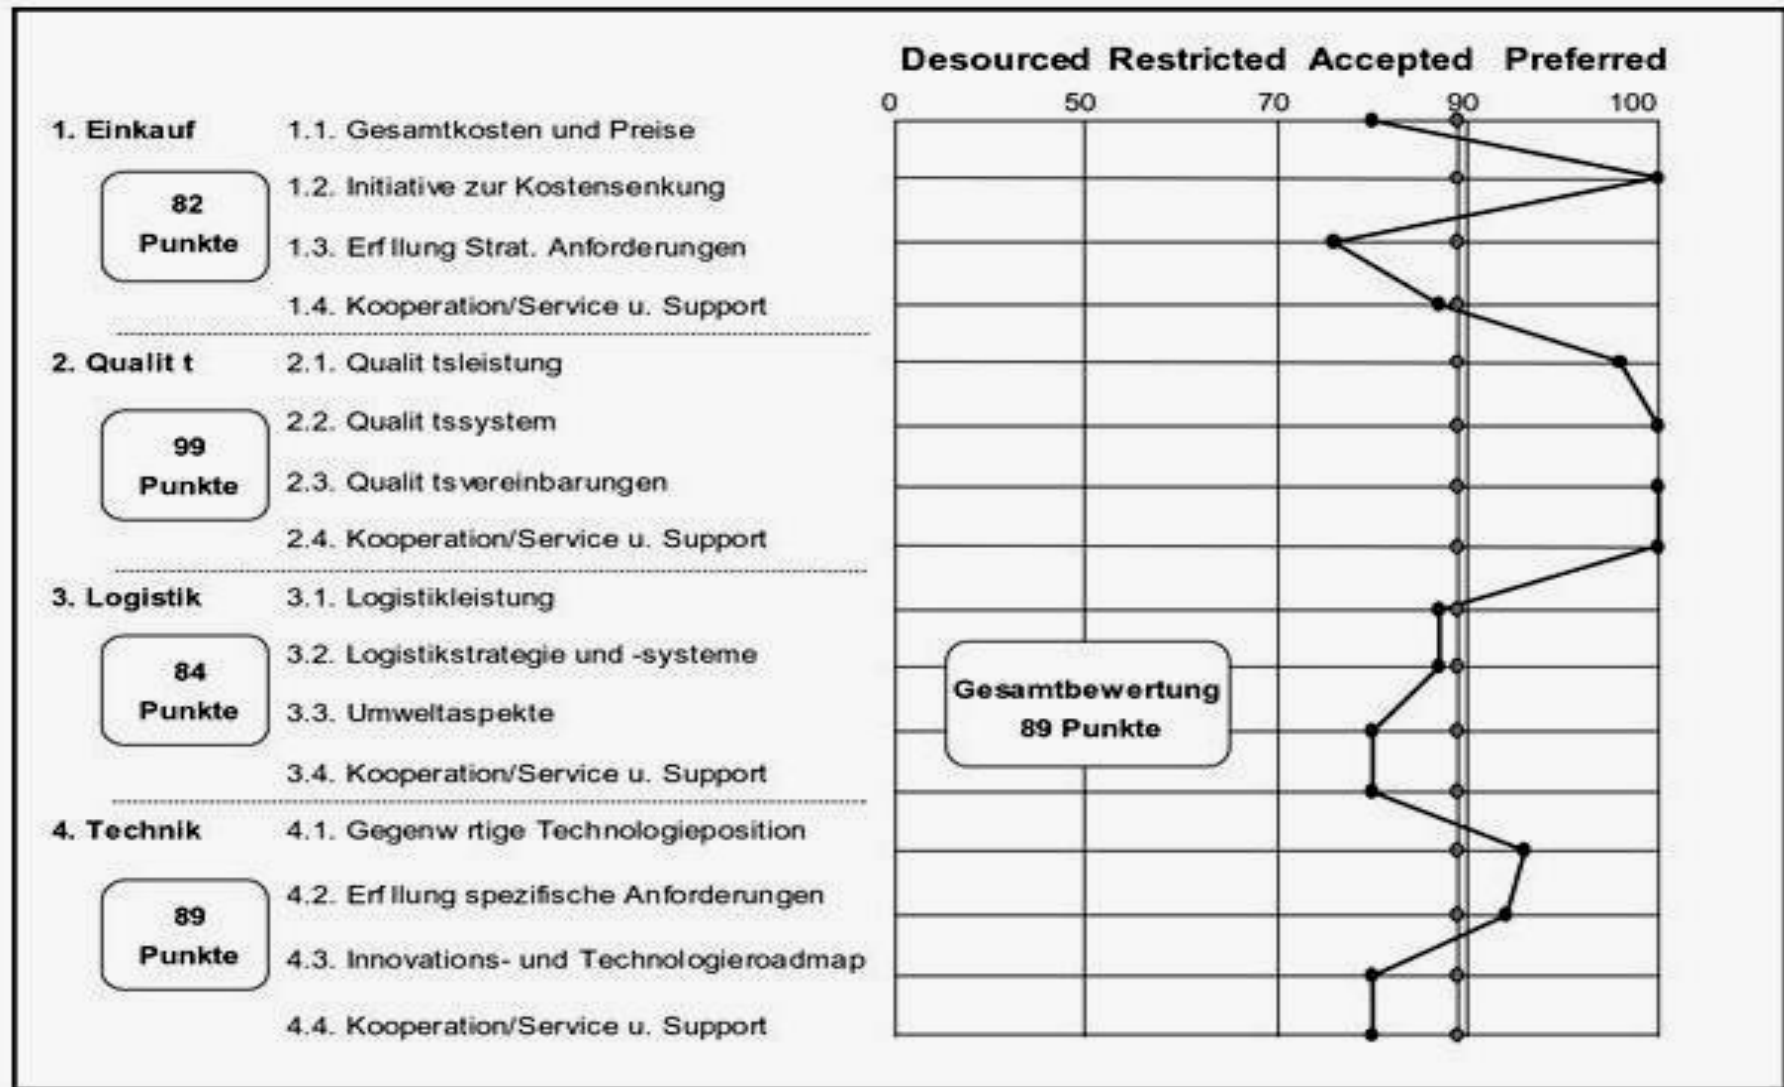 Desourced Restricted Accepted Preferred
0 50 70 90 100
1. Einkauf
82
Punkte
1.1. Gesamtkosten und Preise
1.2. Initiative zur Kostensenkung
1.3. Erf llung Strat. Anforderungen
1.4. Kooperation/Service u. Support
2. Qualit t
99
Punkte
2.1. Qualit tsleistung
2.2. Qualit tssystem
2.3. Qualit tsvereinbarungen
2.4. Kooperation/Service u. Support
3. Logistik
84
Punkte
3.1. Logistikleistung
3.2. Logistikstrategie und -systeme
3.3. Umweltaspekte
3.4. Kooperation/Service u. Support
Gesamtbewertung
89 Punkte
4. Technik
89
Punkte
4.1. Gegenw rtige Technologieposition
4.2. Erf llung spezifische Anforderungen
4.3. Innovations- und Technologieroadmap
4.4. Kooperation/Service u. Support